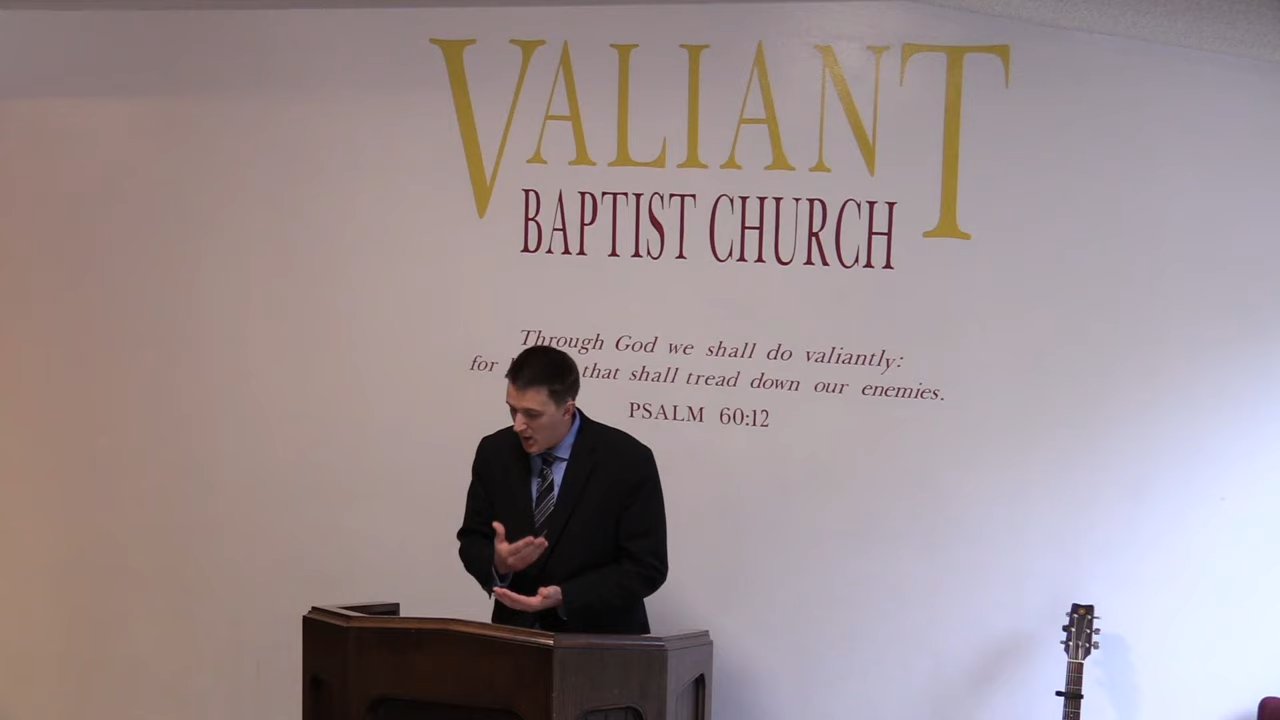 VALIANT
BAPTIST CHURCH
Through God we shall do valiantly:
for that shall tread down our enemies.
PSALM 60:12